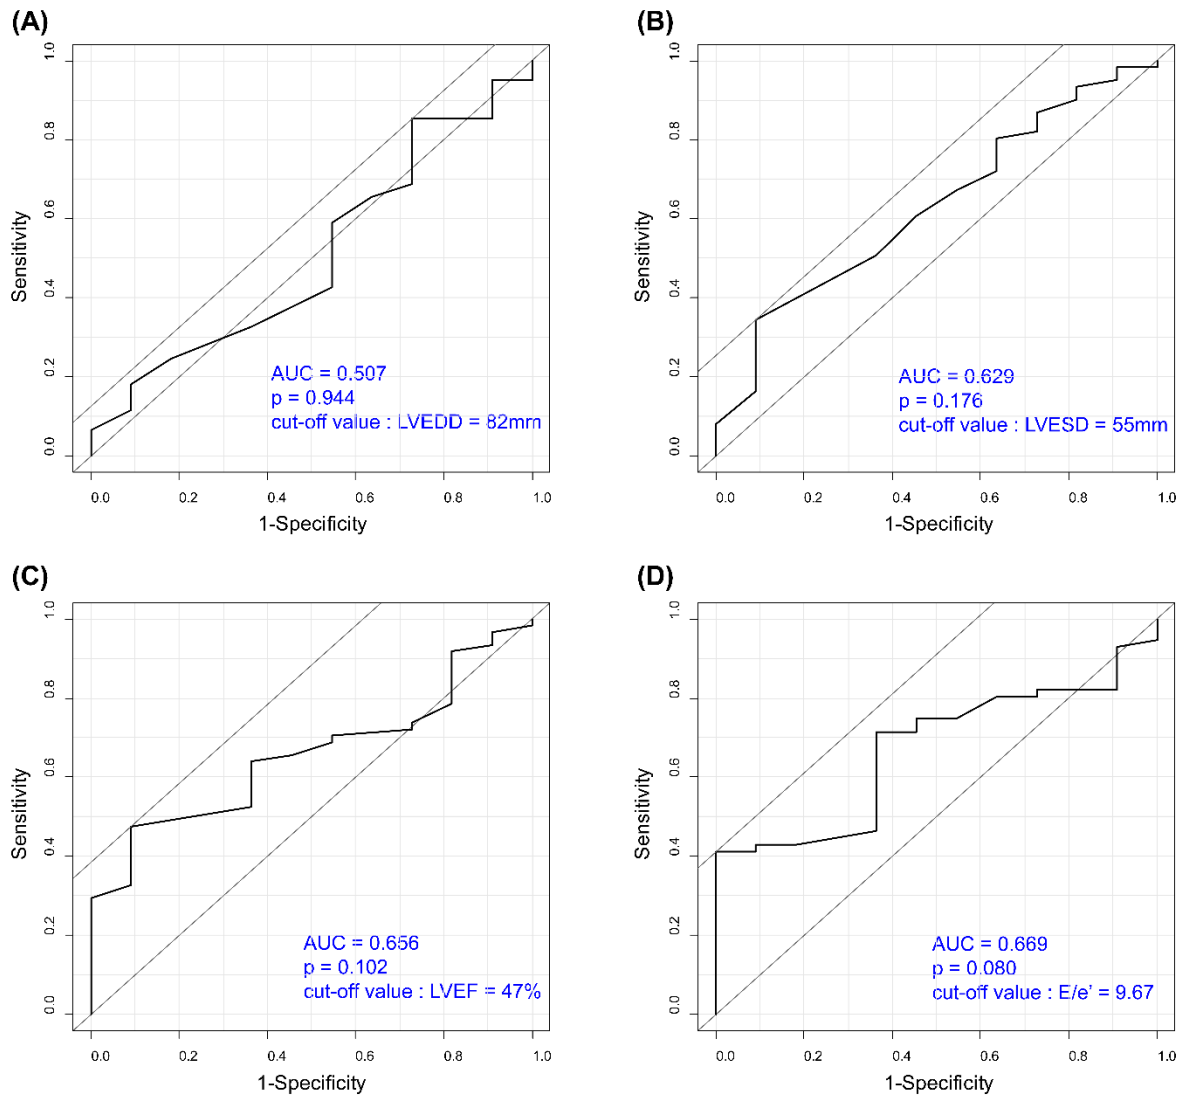 (A)
1.0
0.8
0.6
0.4
0.2
0.0
Sensitivity
AUC = 0.507
p = 0.944
cut-off value : LVEDD = 82mm
0.0 0.2 0.4 0.6 0.8 1.0
1-Specificity
(B)
1.0
0.8
0.6
0.4
0.2
0.0
Sensitivity
AUC = 0.629
p = 0.176
cut-off value : LVESD = 55mm
0.0 0.2 0.4 0.6 0.8 1.0
1-Specificity
(C)
1.0
0.8
0.6
0.4
0.2
0.0
Sensitivity
AUC = 0.656
p = 0.102
cut-off value : LVEF = 47%
0.0 0.2 0.4 0.6 0.8 1.0
1-Specificity
(D)
1.0
0.8
0.6
0.4
0.2
0.0
Sensitivity
AUC = 0.669
p = 0.080
cut-off value : E/e’ = 9.67
0.0 0.2 0.4 0.6 0.8 1.0
1-Specificity